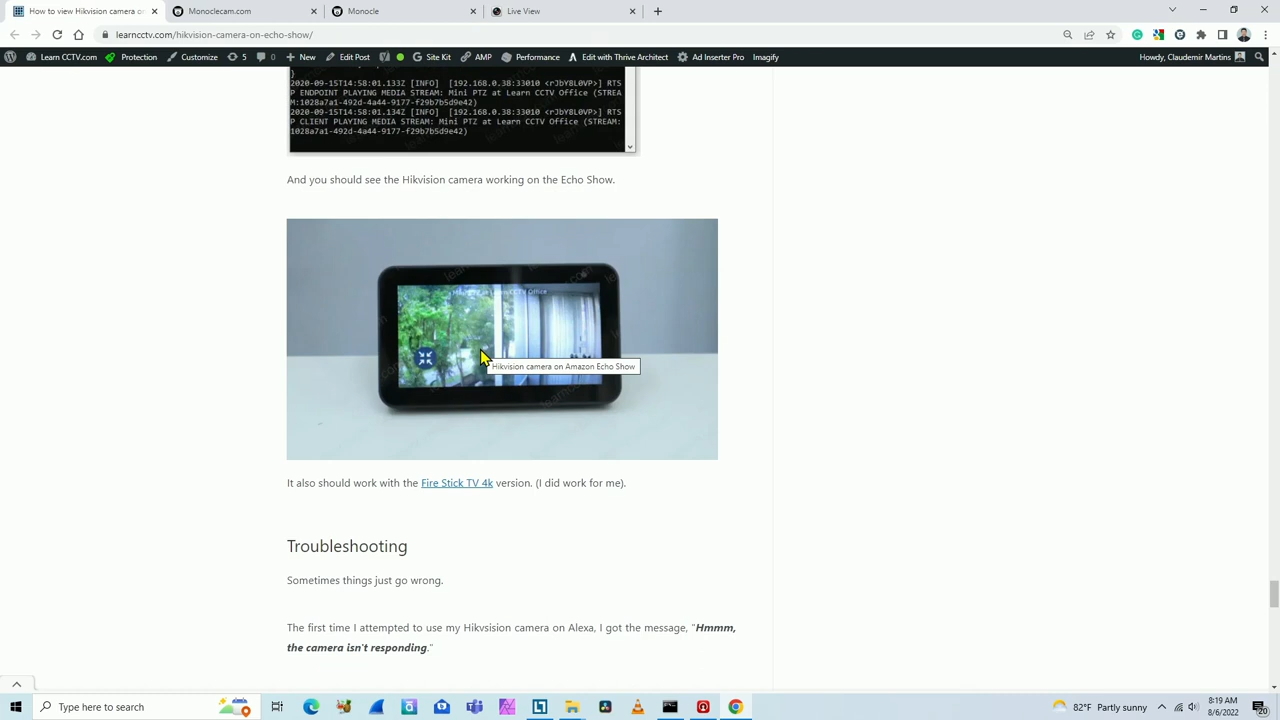 How to view Hikvision camera o
Monoclecam.com
Monocle
Live View
learncctv.com/hikvision-camera-on-echo-show/
Learn CCTV.com
Protection
Customize
5
0
New
Edit Post
Site Kit
AMP
Performance
Edit with Thrive Architect
Ad Inserter Pro
Imagify
Howdy, Claudemir Martins
}
2020-09-15T14:58:01.133Z [INFO] [192.168.0.38:33010 <rJbY8L0VP>] RTS
P ENDPOINT PLAYING MEDIA STREAM: Mini PTZ at Learn CCTV Office (STREA
M:1028a7a1-492d-4a44-9177-f29b7b5d9e42)
2020-09-15T14:58:01.134Z [INFO] [192.168.0.38:33010 <rJbY8L0VP>] RTS
P CLIENT PLAYING MEDIA STREAM: Mini PTZ at Learn CCTV Office (STREAM:
1028a7a1-492d-4a44-9177-f29b7b5d9e42)
And you should see the Hikvision camera working on the Echo Show.
Mini PTZ at Learn CCTV Office
Hikvision camera on Amazon Echo Show
It also should work with the Fire Stick TV 4k version. (I did work for me).
Troubleshooting
Sometimes things just go wrong.
The first time I attempted to use my Hikvsision camera on Alexa, I got the message, "Hmmm,
the camera isn't responding."
Type here to search
82°F Partly sunny
8:19 AM
8/6/2022
20